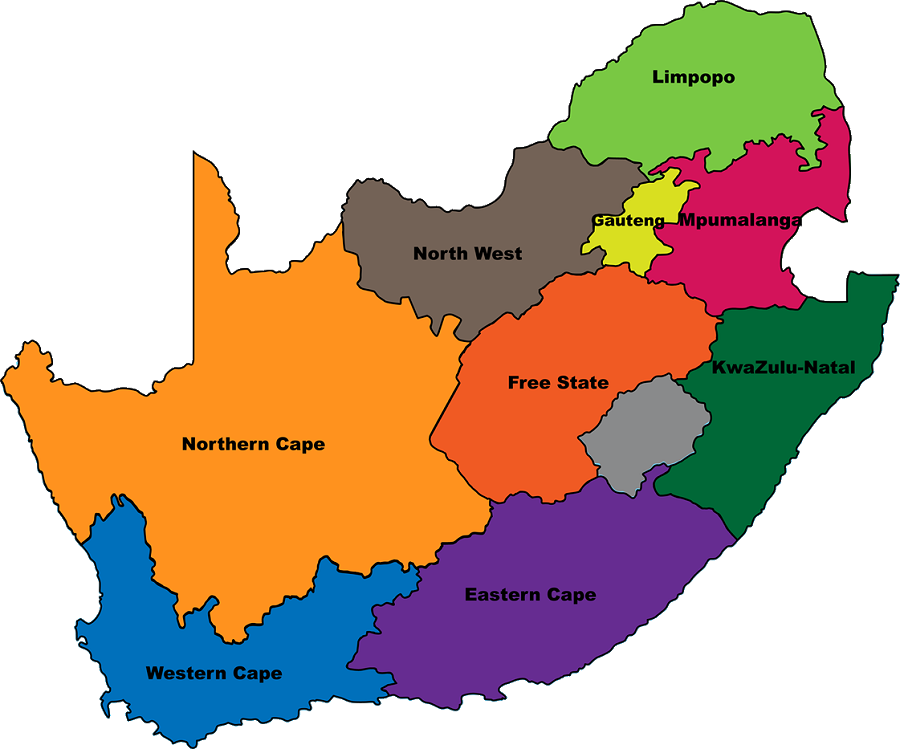 Limpopo
Gauteng
Mpumalanga
North West
KwaZulu-Natal
Free State
Northern Cape
Eastern Cape
Western Cape